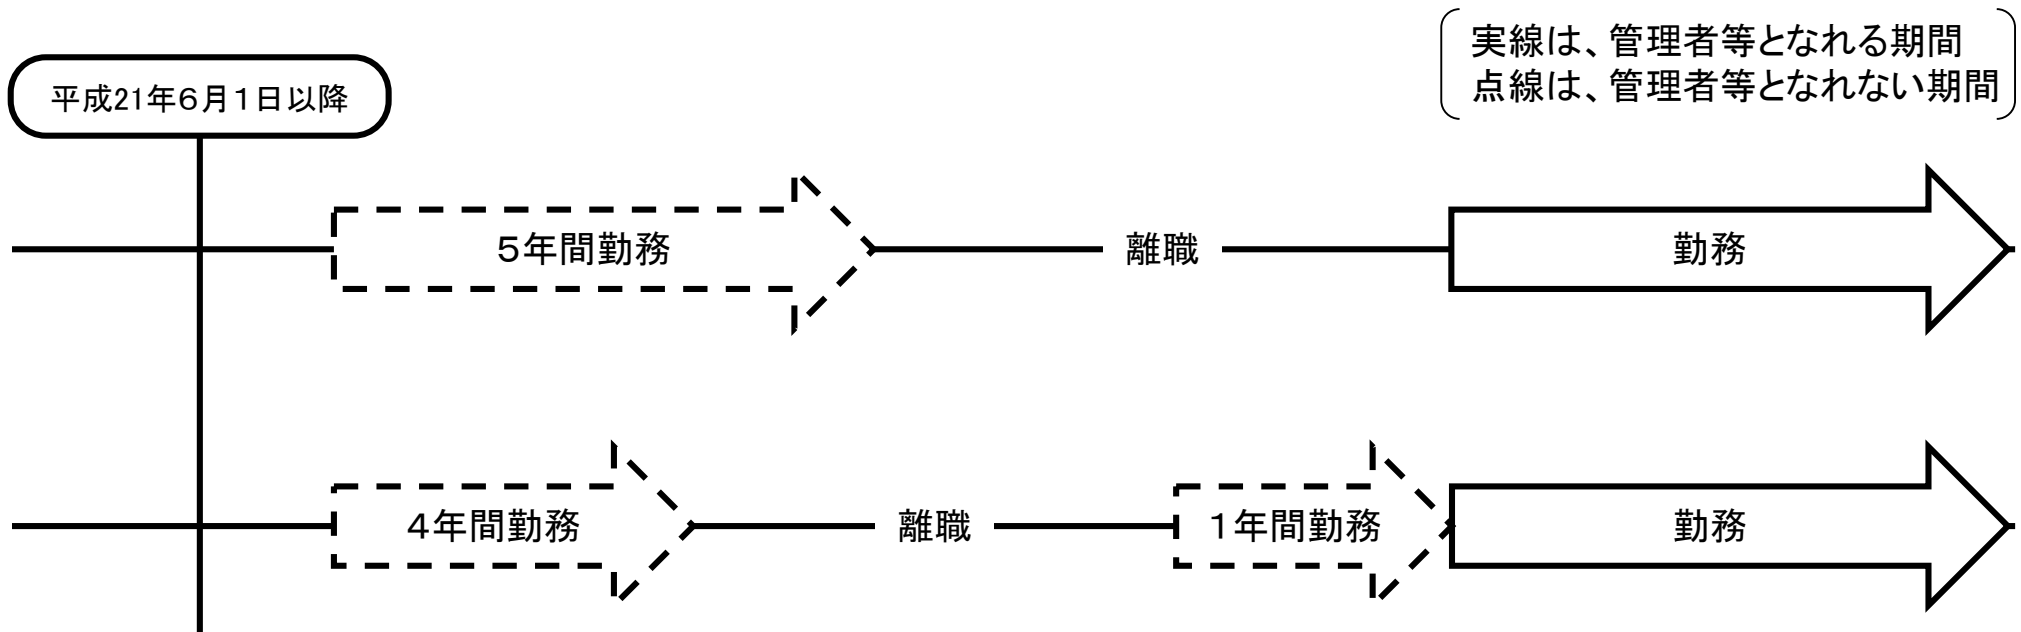 実線は、管理者等となれる期間
点線は、管理者等となれない期間
平成21年6月1日以降
5年間勤務
離職
勤務
4年間勤務
離職
1年間勤務
勤務